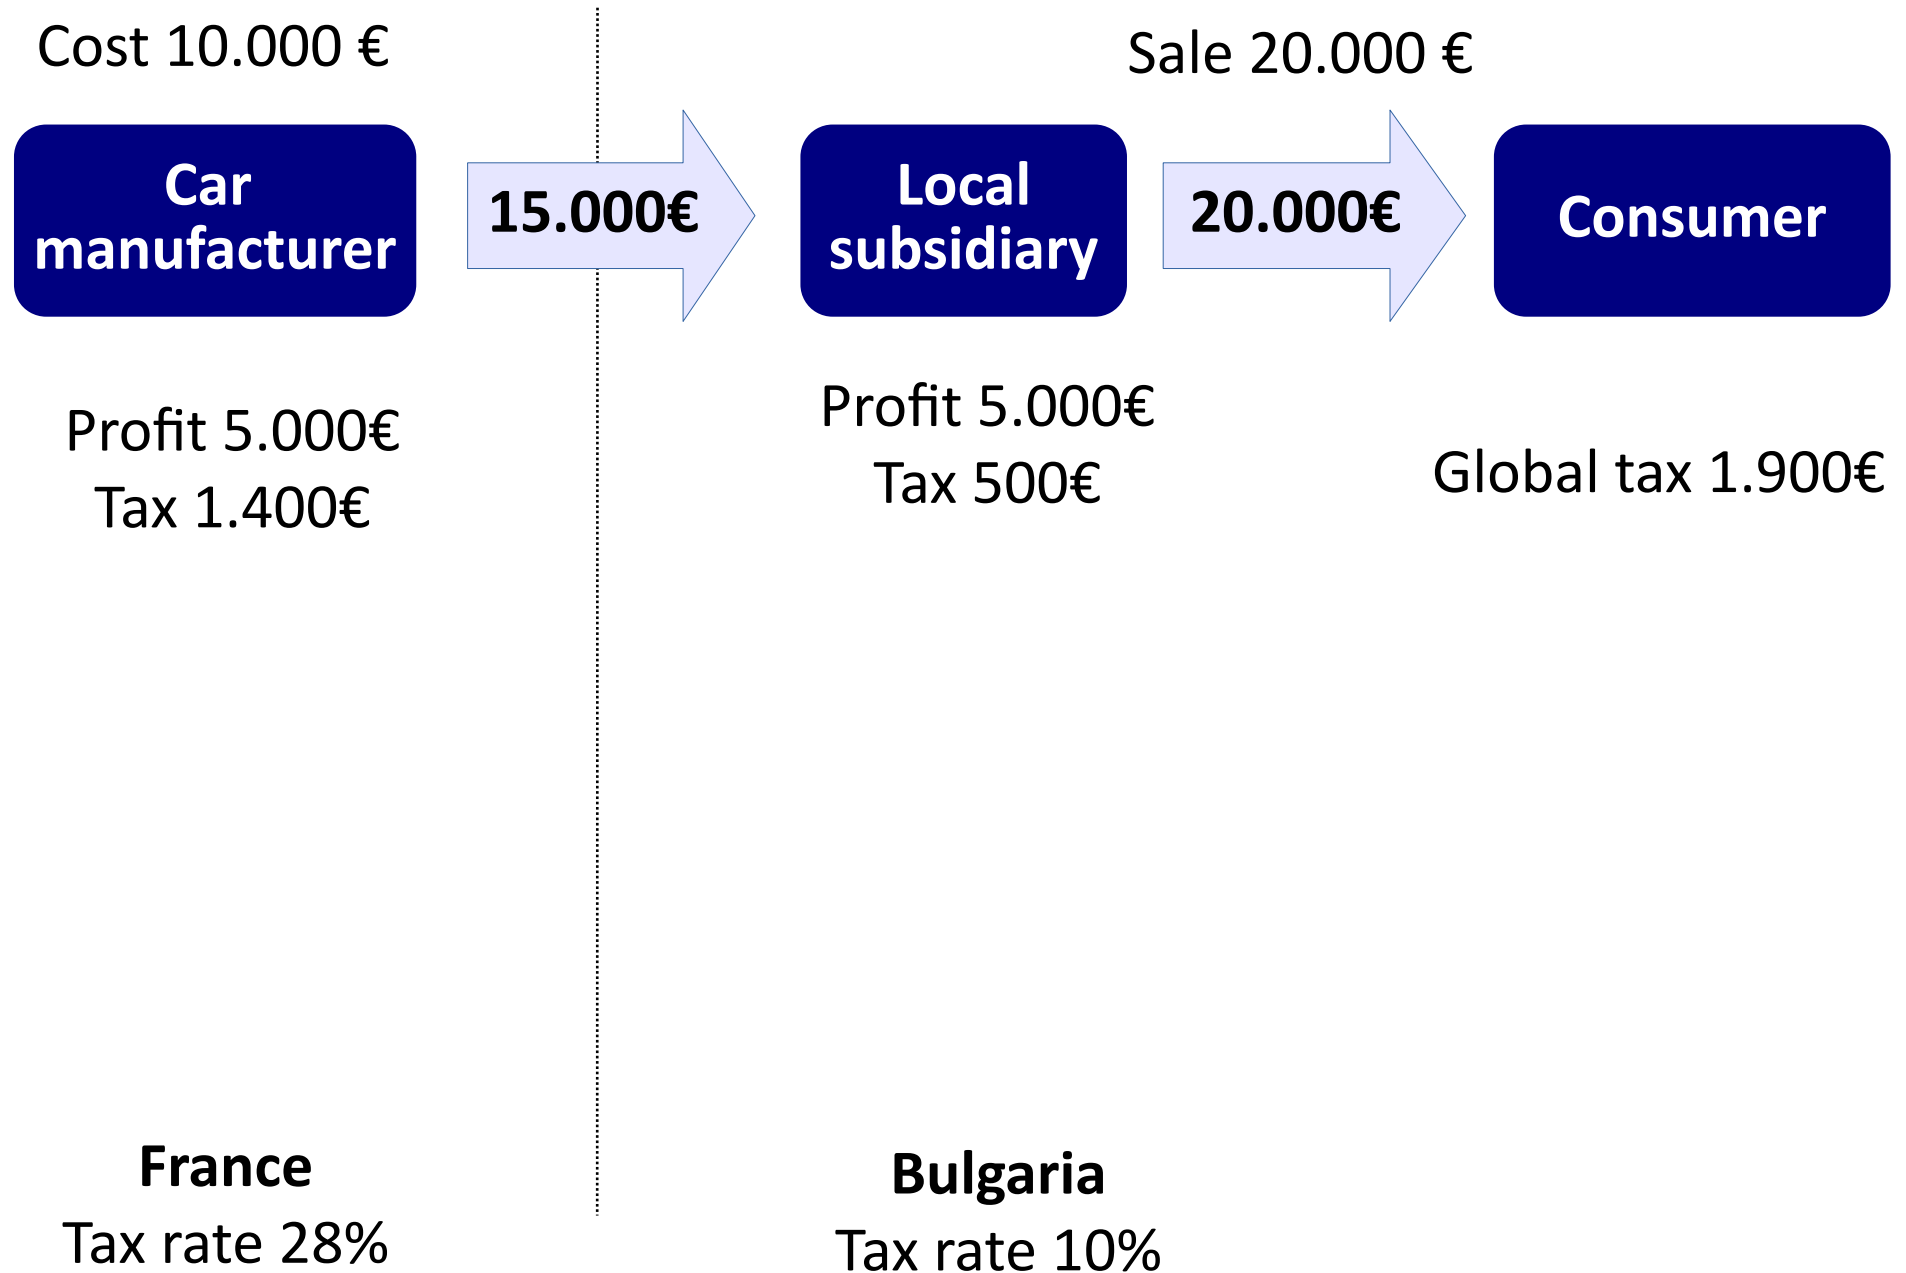 Cost 10.000 €
Sale 20.000 €
Car
manufacturer
15.000€
Local
subsidiary
20.000€
Consumer
Profit 5.000€
Tax 1.400€
Profit 5.000€
Tax 500€
Global tax 1.900€
France
Tax rate 28%
Bulgaria
Tax rate 10%